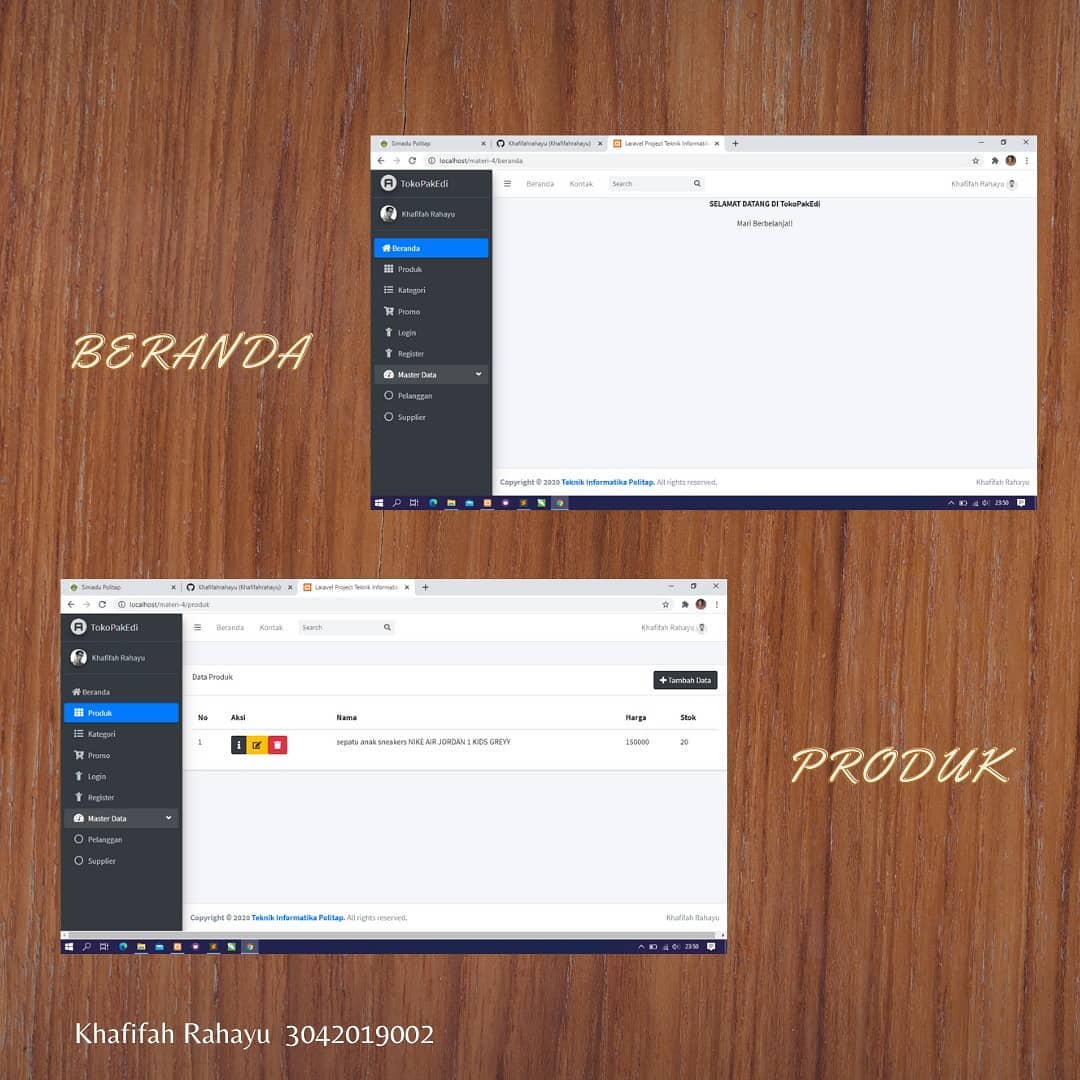 Simadu Politap
Khafifahrahayu (Khafifahrahayu)
Laravel Project Teknik Informatik
localhost/materi-4/beranda
TokoPakEdi
Beranda Kontak Search Khafifah Rahayu
Khafifah Rahayu
SELAMAT DATANG DI TokoPakEdi
Mari Berbelanja!!
Beranda
Produk
Kategori
Promo
Login
Register
Master Data
Pelanggan
Supplier
Copyright © 2020 Teknik Informatika Politap. All rights reserved. Khafifah Rahayu
23:50
BERANDA
Simadu Politap
Khafifahrahayu (Khafifahrahayu)
Laravel Project Teknik Informatik
localhost/materi-4/produk
TokoPakEdi
Beranda Kontak Search Khafifah Rahayu
Khafifah Rahayu
Beranda
Produk
Kategori
Promo
Login
Register
Master Data
Pelanggan
Supplier
Data Produk
Tambah Data
No Aksi Nama Harga Stok
1 sepatu anak sneakers NIKE AIR JORDAN 1 KIDS GREYY 150000 20
Copyright © 2020 Teknik Informatika Politap. All rights reserved. Khafifah Rahayu
23:50
PRODUK
Khafifah Rahayu 3042019002